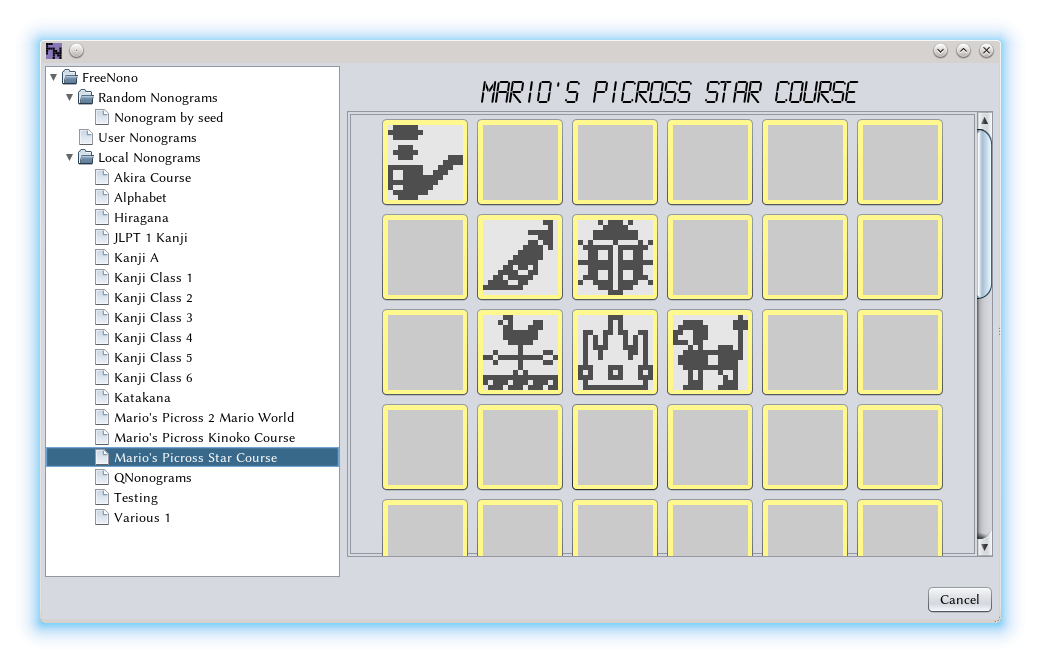 FN
MARIO'S PICROSS STAR COURSE
FreeNono
Random Nonograms
Nonogram by seed
User Nonograms
Local Nonograms
Akira Course
Alphabet
Hiragana
JLPT 1 Kanji
Kanji A
Kanji Class 1
Kanji Class 2
Kanji Class 3
Kanji Class 4
Kanji Class 5
Kanji Class 6
Katakana
Mario's Picross 2 Mario World
Mario's Picross Kinoko Course
Mario's Picross Star Course
QNonograms
Testing
Various 1
Cancel